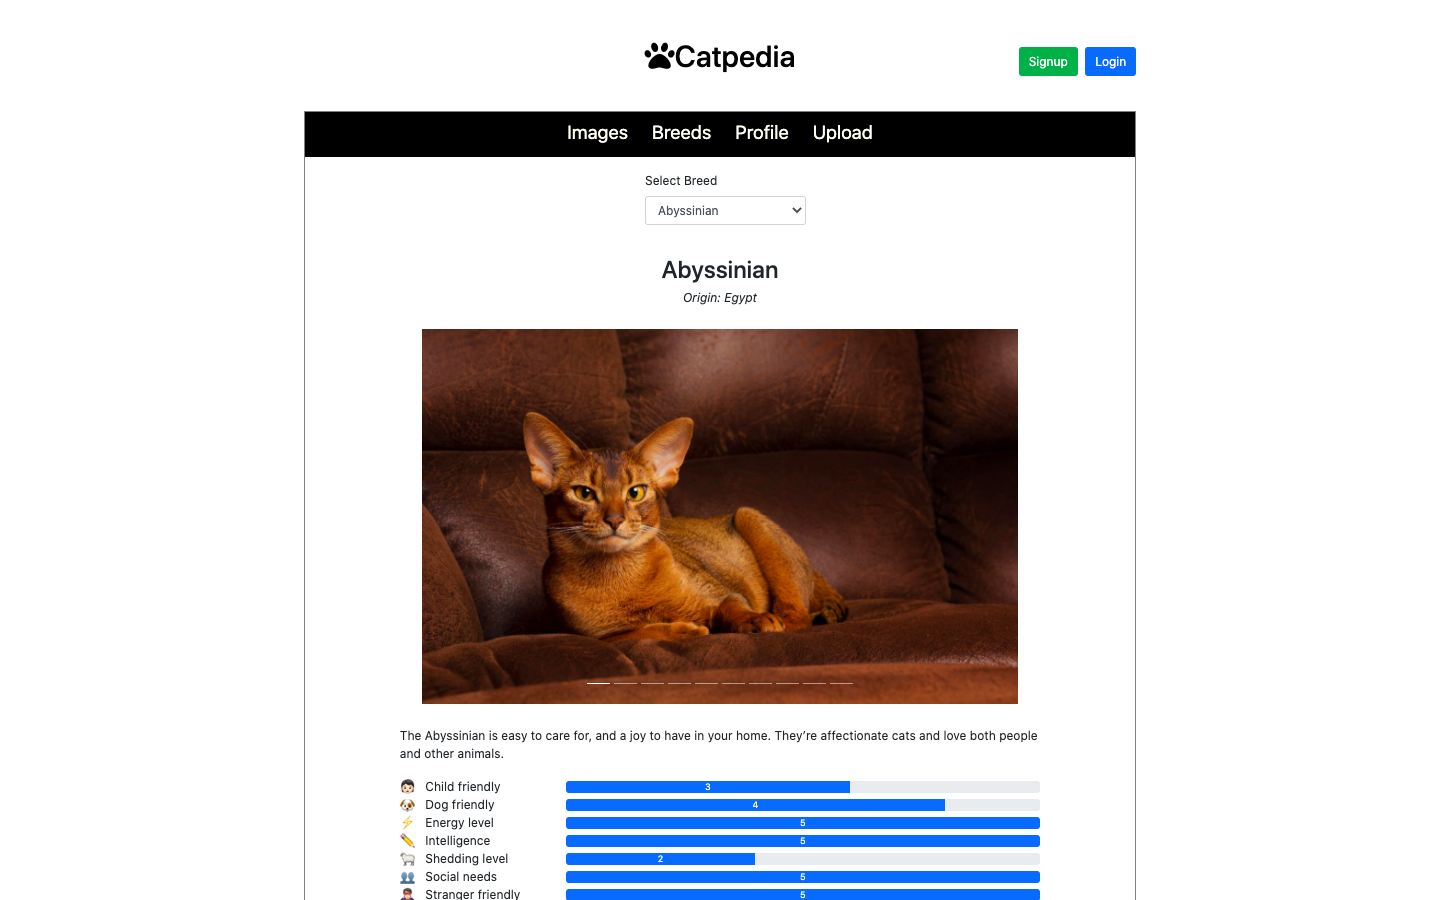 Catpedia
Signup
Login
Images Breeds Profile Upload
Select Breed
Abyssinian
Abyssinian
Origin: Egypt
The Abyssinian is easy to care for, and a joy to have in your home. They’re affectionate cats and love both people
and other animals.
Child friendly 3
Dog friendly 4
Energy level 5
Intelligence 5
Shedding level 2
Social needs 5
Stranger friendly 5